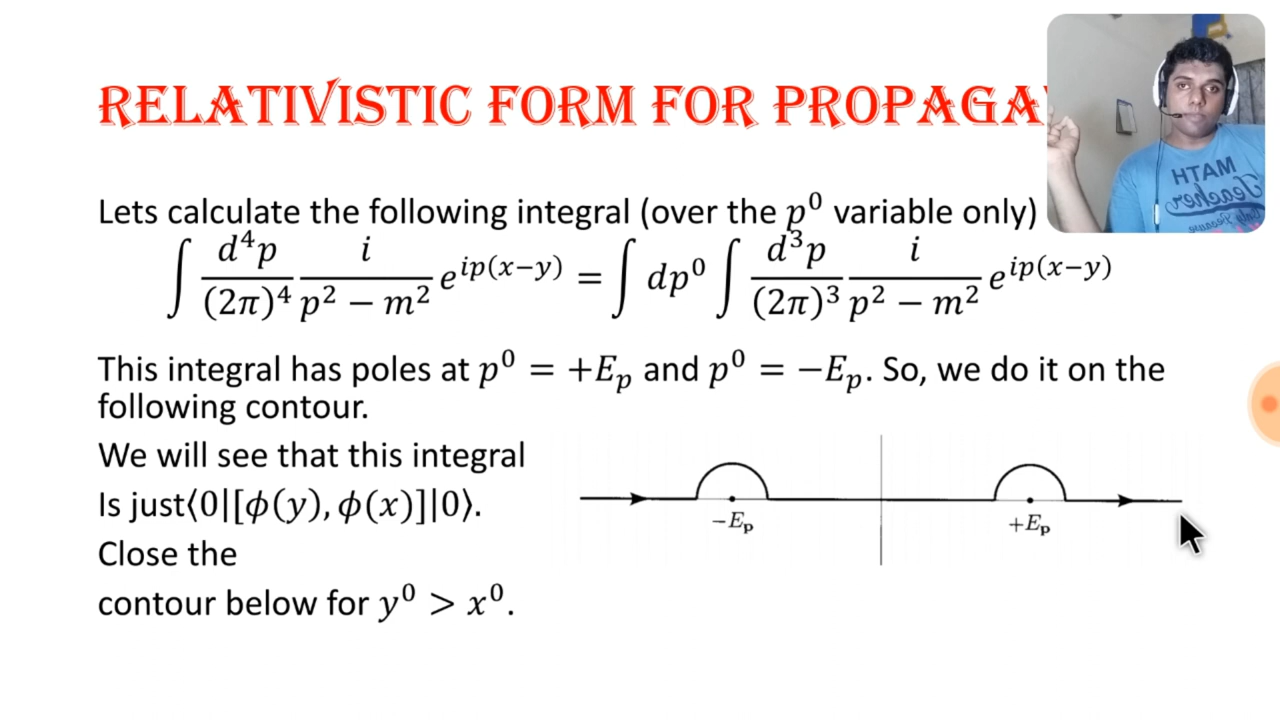 RELATIVISTIC FORM FOR PROPAGA
Lets calculate the following integral (over the p⁰ variable only)
∫ d⁴p/(2π)⁴ i/(p² − m²) e^{ip(x−y)} = ∫ dp⁰ ∫ d³p/(2π)³ i/(p² − m²) e^{ip(x−y)}
This integral has poles at p⁰ = +E_p and p⁰ = −E_p. So, we do it on the
following contour.
We will see that this integral
Is just⟨0|[ϕ(y), ϕ(x)]|0⟩.
Close the
contour below for y⁰ > x⁰.
−E_p
+E_p
MATH
Teacher